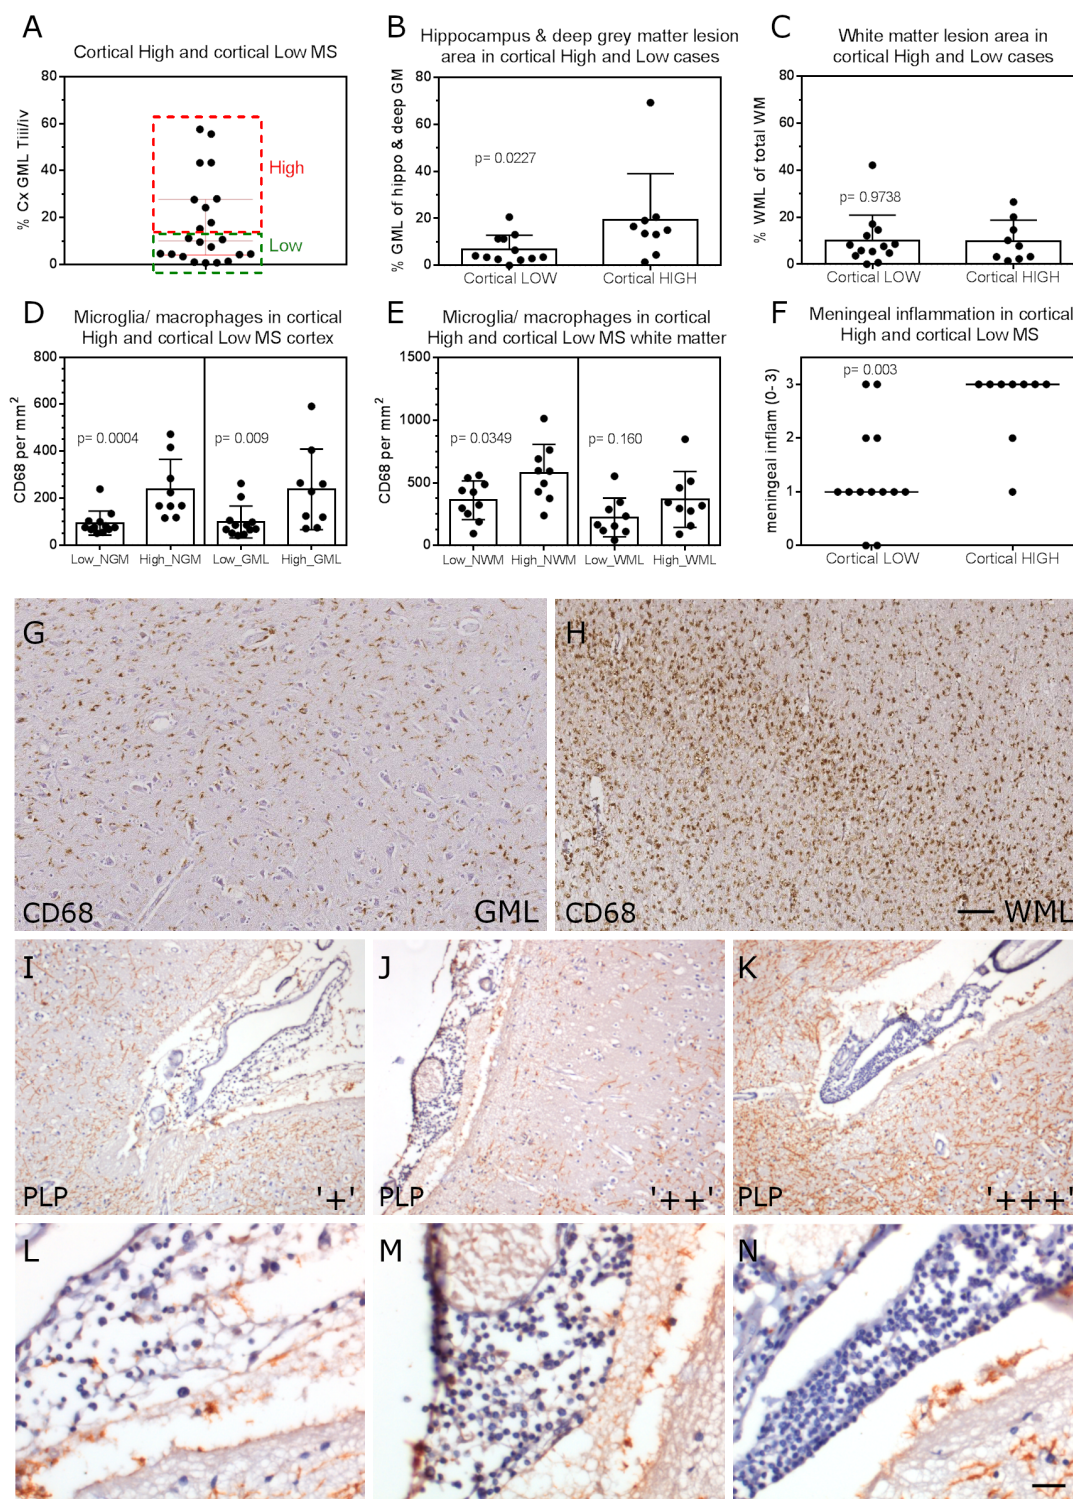 A
Cortical High and cortical Low MS
% Cx GML Tiii/iv
80
60
40
20
0
High
Low
B
Hippocampus & deep grey matter lesion
area in cortical High and Low cases
% GML of hippo & deep GM
80
60
40
20
0
p= 0.0227
Cortical LOW
Cortical HIGH
C
White matter lesion area in
cortical High and Low cases
% WML of total WM
80
60
40
20
0
p= 0.9738
Cortical LOW
Cortical HIGH
D
Microglia/ macrophages in cortical
High and cortical Low MS cortex
CD68 per mm²
800
600
400
200
0
p= 0.0004
p= 0.009
Low_NGM
High_NGM
Low_GML
High_GML
E
Microglia/ macrophages in cortical
High and cortical Low MS white matter
CD68 per mm²
1500
1000
500
0
p= 0.0349
p= 0.160
Low_NWM
High_NWM
Low_WML
High_WML
F
Meningeal inflammation in cortical
High and cortical Low MS
meningeal inflam (0- 3)
3
2
1
0
p= 0.003
Cortical LOW
Cortical HIGH
G
CD68
GML
H
CD68
WML
I
PLP
'+'
J
PLP
'++'
K
PLP
'+++'
L
M
N